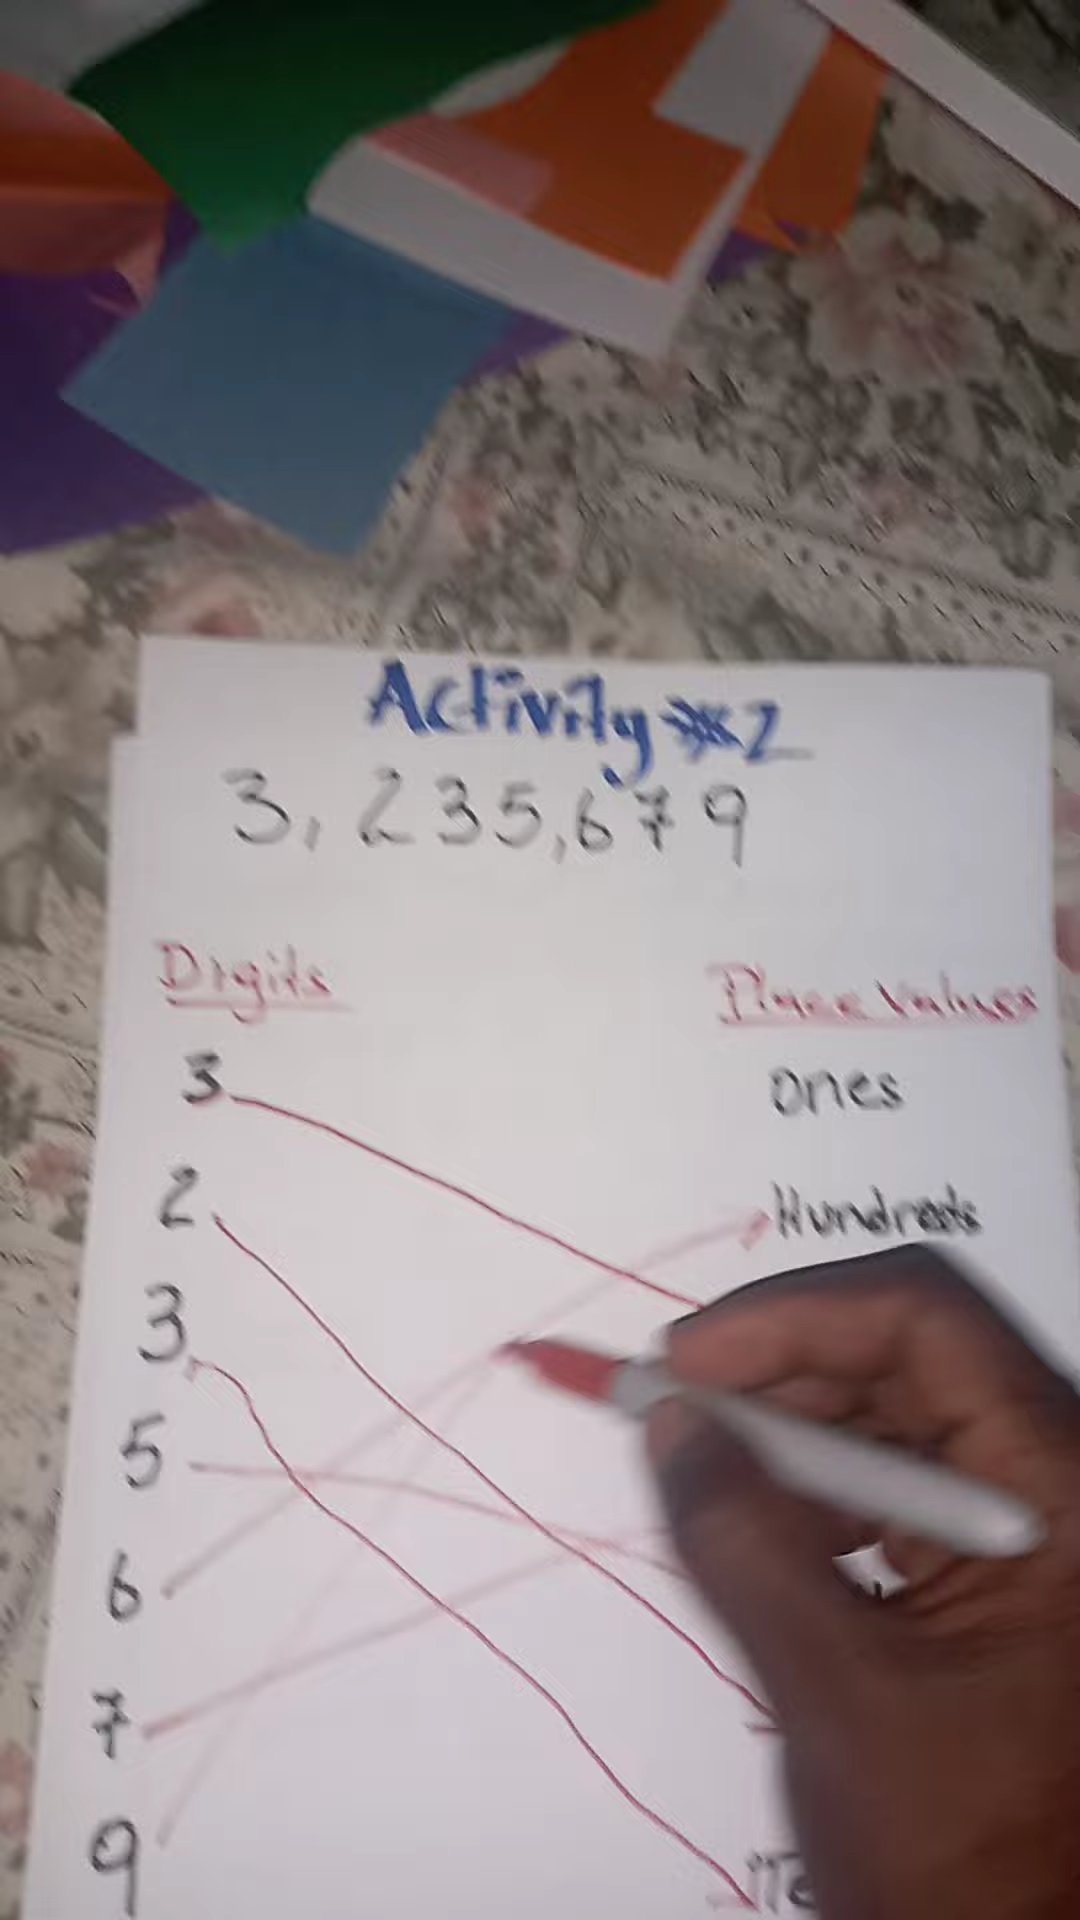 Activity #2
3, 235,679
Digits
Place Values
3
ones
2
Hundreds
3
5
6
7
9